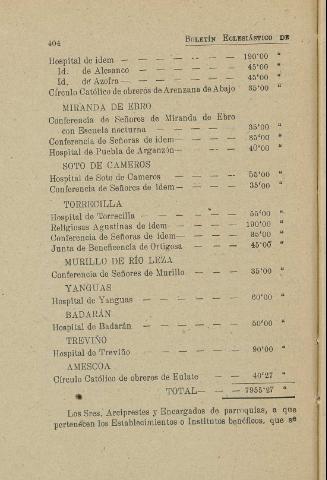 404 BOLETÍN ECLESIÁSTICO DE
Hospital de idem — — — — — — 190'00 "
Id. de Alesanco — — — — — 45'00 "
Id. de Azofra — — — — — — 45'00 "
Círculo Católico de obreros de Arenzana de Abajo 35'00 "
MIRANDA DE EBRO
Conferencia de Señores de Miranda de Ebro
con Escuela nocturna — — — — — 35'00 "
Conferencia de Señoras de idem — — — 35'00 "
Hospital de Puebla de Arganzón — — — 40'00 "
SOTO DE CAMEROS
Hospital de Soto de Cameros — — — — 55'00 "
Conferencia de Señores de idem — — — 35'00 "
TORRECILLA
Hospital de Torrecilla — — — — — 55'00 "
Religiosas Agustinas de idem — — — — 190'00 "
Conferencia de Señoras de idem — — — 35'00 "
Junta de Beneficencia de Ortigosa — — — 45'00 "
MURILLO DE RÍO LEZA
Conferencia de Señores de Murillo — — — 35'00 "
YANGUAS
Hospital de Yanguas — — — — — 60'00 "
BADARÁN
Hospital de Badarán — — — — — 50'00 "
TREVIÑO
Hospital de Treviño — — — — — 90'00 "
AMESCOA
Círculo Católico de obreros de Eulate — — 40'27 "
TOTAL — — 7955'27 "
Los Sres. Arciprestes y Encargados de parroquias, a que
pertenecen los Establecimientos o Institutos benéficos, que se